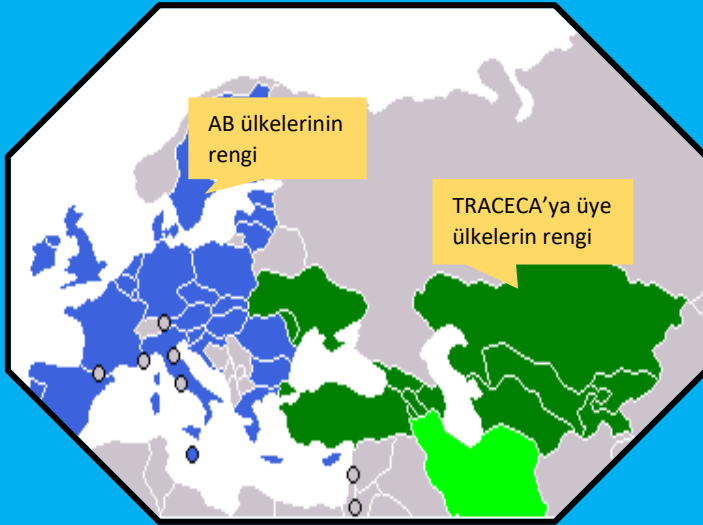 AB ülkelerinin
rengi
TRACECA’ya üye
ülkelerin rengi